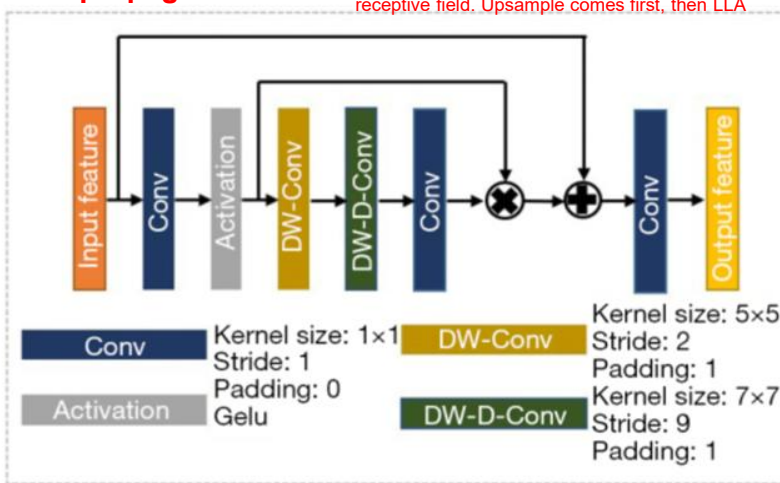 receptive field. Upsample comes first, then LLA
Input feature
Conv
Activation
DW-Conv
DW-D-Conv
Conv
Conv
Output feature
Conv
Kernel size: 1×1
Stride: 1
Padding: 0
Activation
Gelu
DW-Conv
Kernel size: 5×5
Stride: 2
Padding: 1
DW-D-Conv
Kernel size: 7×7
Stride: 9
Padding: 1